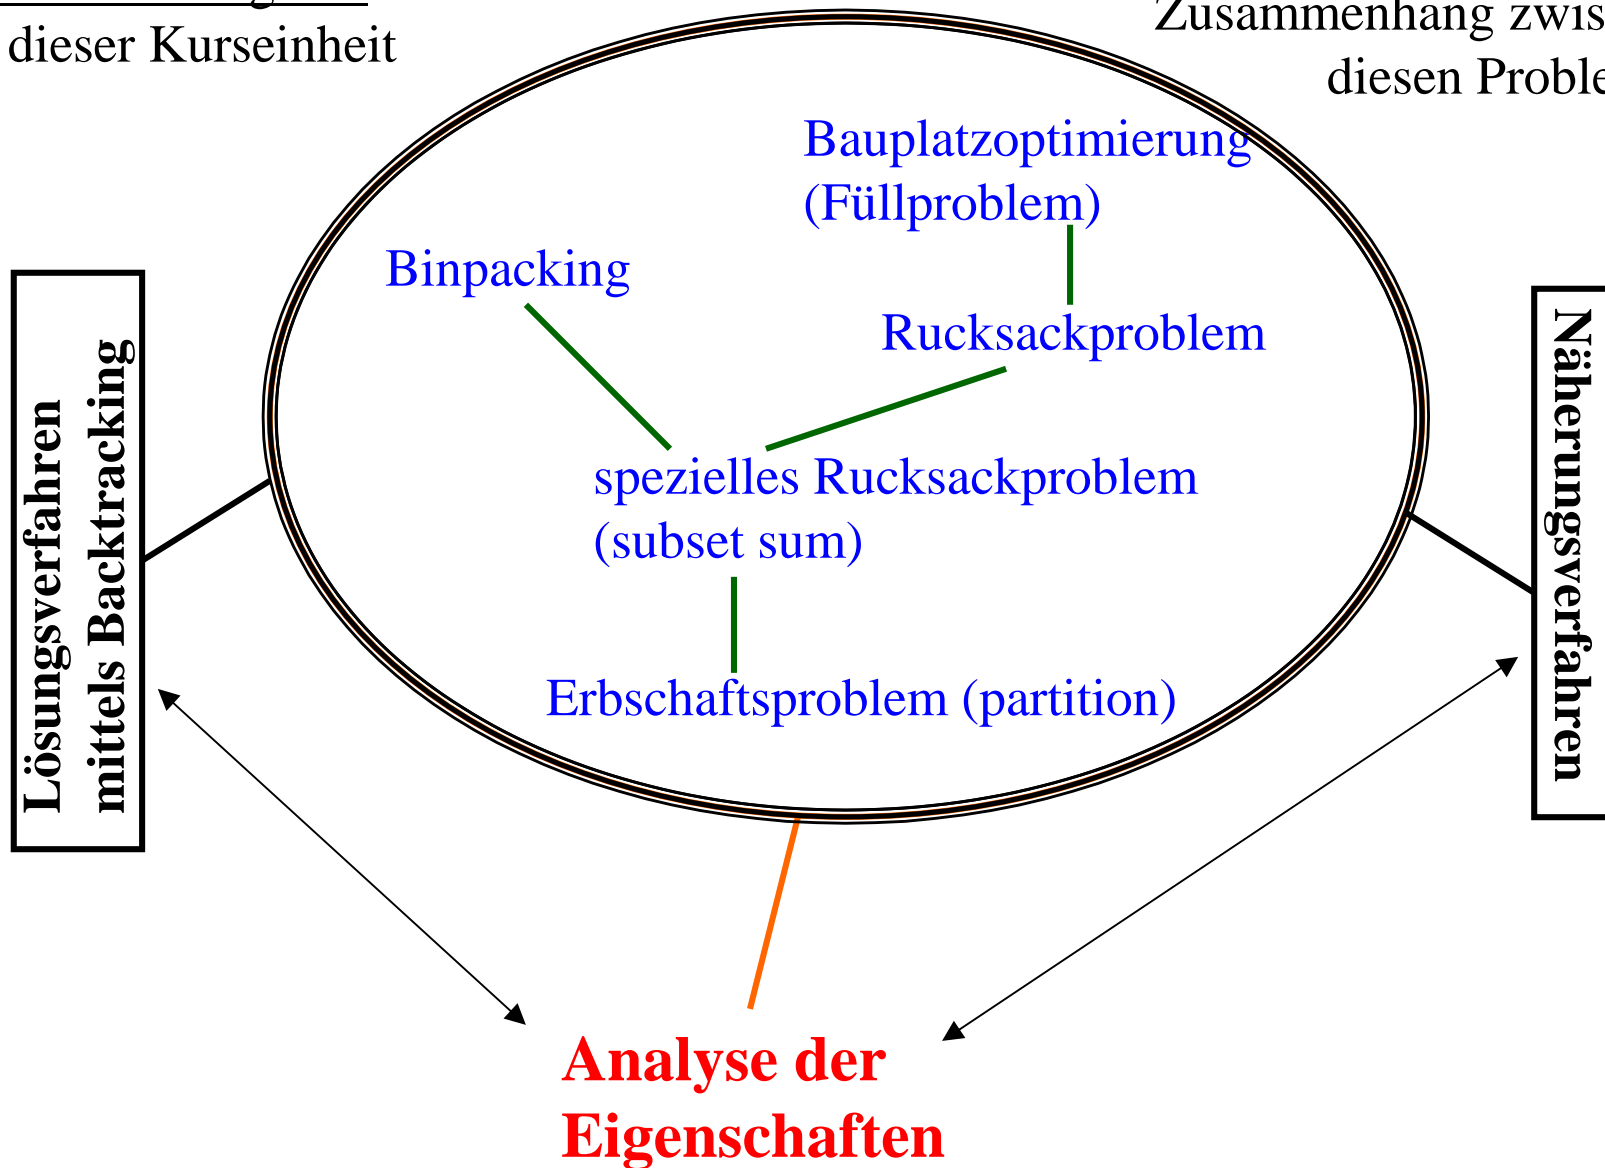 dieser Kurseinheit
Zusammenhang
diesen
Bauplatzoptimierung
(Füllproblem)
Binpacking
Rucksackproblem
spezielles Rucksackproblem
(subset sum)
Erbschaftsproblem (partition)
Lösungsverfahren
mittels Backtracking
Näherungsverfahren
Analyse der
Eigenschaften